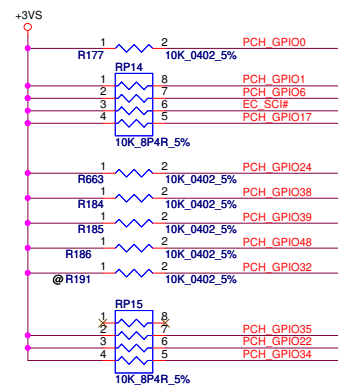 +3VS
1 2 PCH_GPIO0
R177 10K_0402_5%
RP14
1 8 PCH_GPIO1
2 7 PCH_GPIO6
3 6 EC_SCI#
4 5 PCH_GPIO17
10K_8P4R_5%
1 2 PCH_GPIO24
R663 10K_0402_5%
1 2 PCH_GPIO38
R184 10K_0402_5%
1 2 PCH_GPIO39
R185 10K_0402_5%
1 2 PCH_GPIO48
R186 10K_0402_5%
1 2 PCH_GPIO32
@ R191 10K_0402_5%
RP15
1 8
2 7 PCH_GPIO35
3 6 PCH_GPIO22
4 5 PCH_GPIO34
10K_8P4R_5%